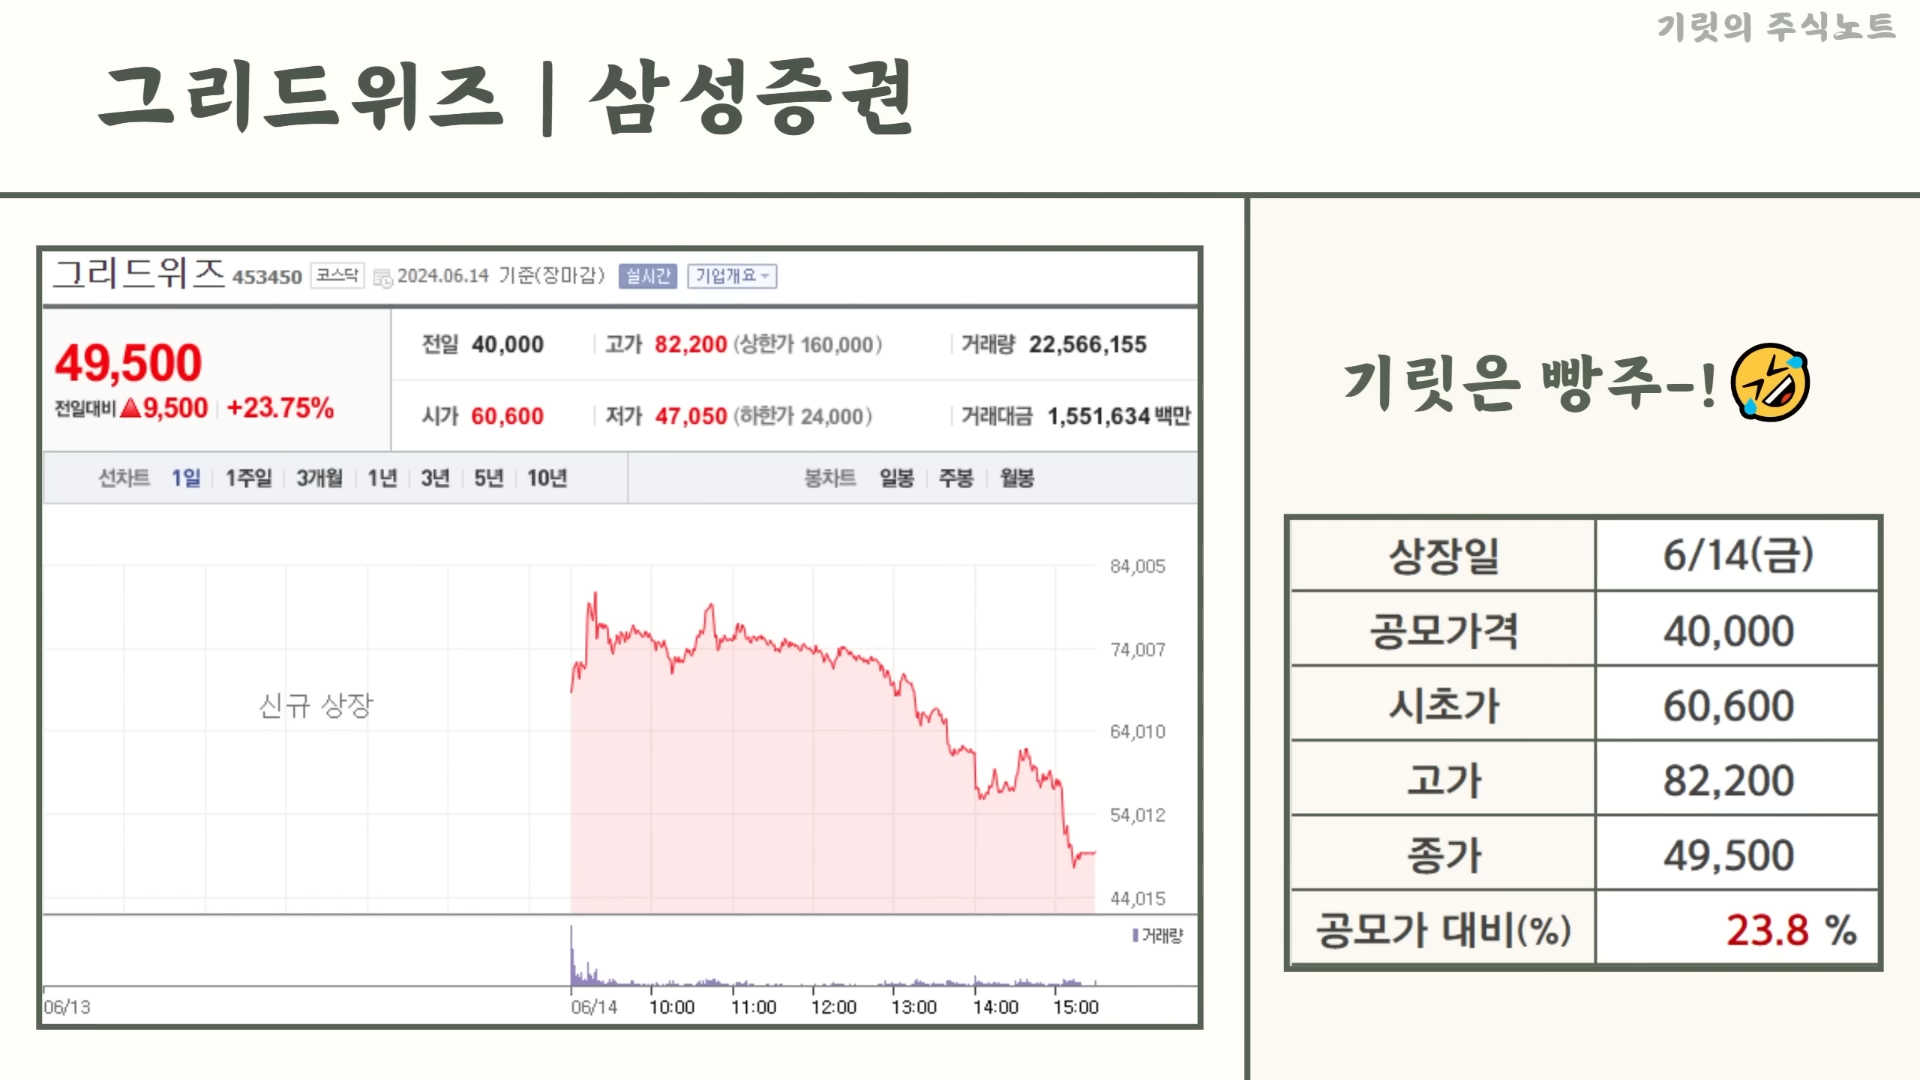 기릿의 주식노트
그리드위즈 | 삼성증권
그리드위즈 453450 코스닥 2024.06.14 기준(장마감) 실시간 기업개요
49,500
전일대비 ▲9,500 +23.75%
전일 40,000 고가 82,200 (상한가 160,000) 거래량 22,566,155
시가 60,600 저가 47,050 (하한가 24,000) 거래대금 1,551,634 백만
선차트 1일 1주일 3개월 1년 3년 5년 10년 봉차트 일봉 주봉 월봉
84,005
74,007
신규 상장
64,010
54,012
44,015
거래량
06/13 06/14 10:00 11:00 12:00 13:00 14:00 15:00
기릿은 빵주-!🤣
상장일 6/14(금)
공모가격 40,000
시초가 60,600
고가 82,200
종가 49,500
공모가 대비(%) 23.8 %